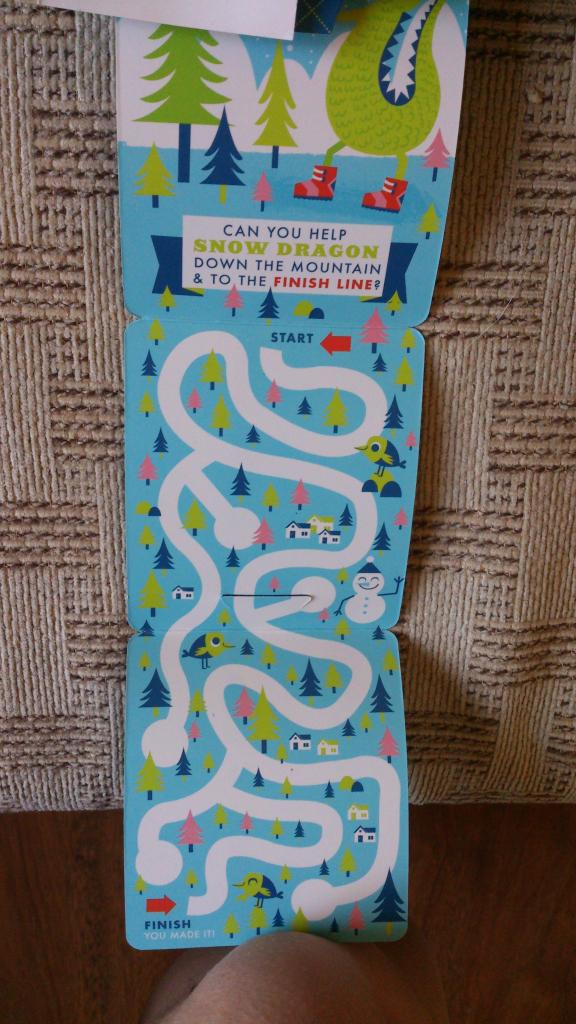 CAN YOU HELP
SNOW DRAGON
DOWN THE MOUNTAIN
& TO THE FINISH LINE?
START
FINISH
YOU MADE IT!